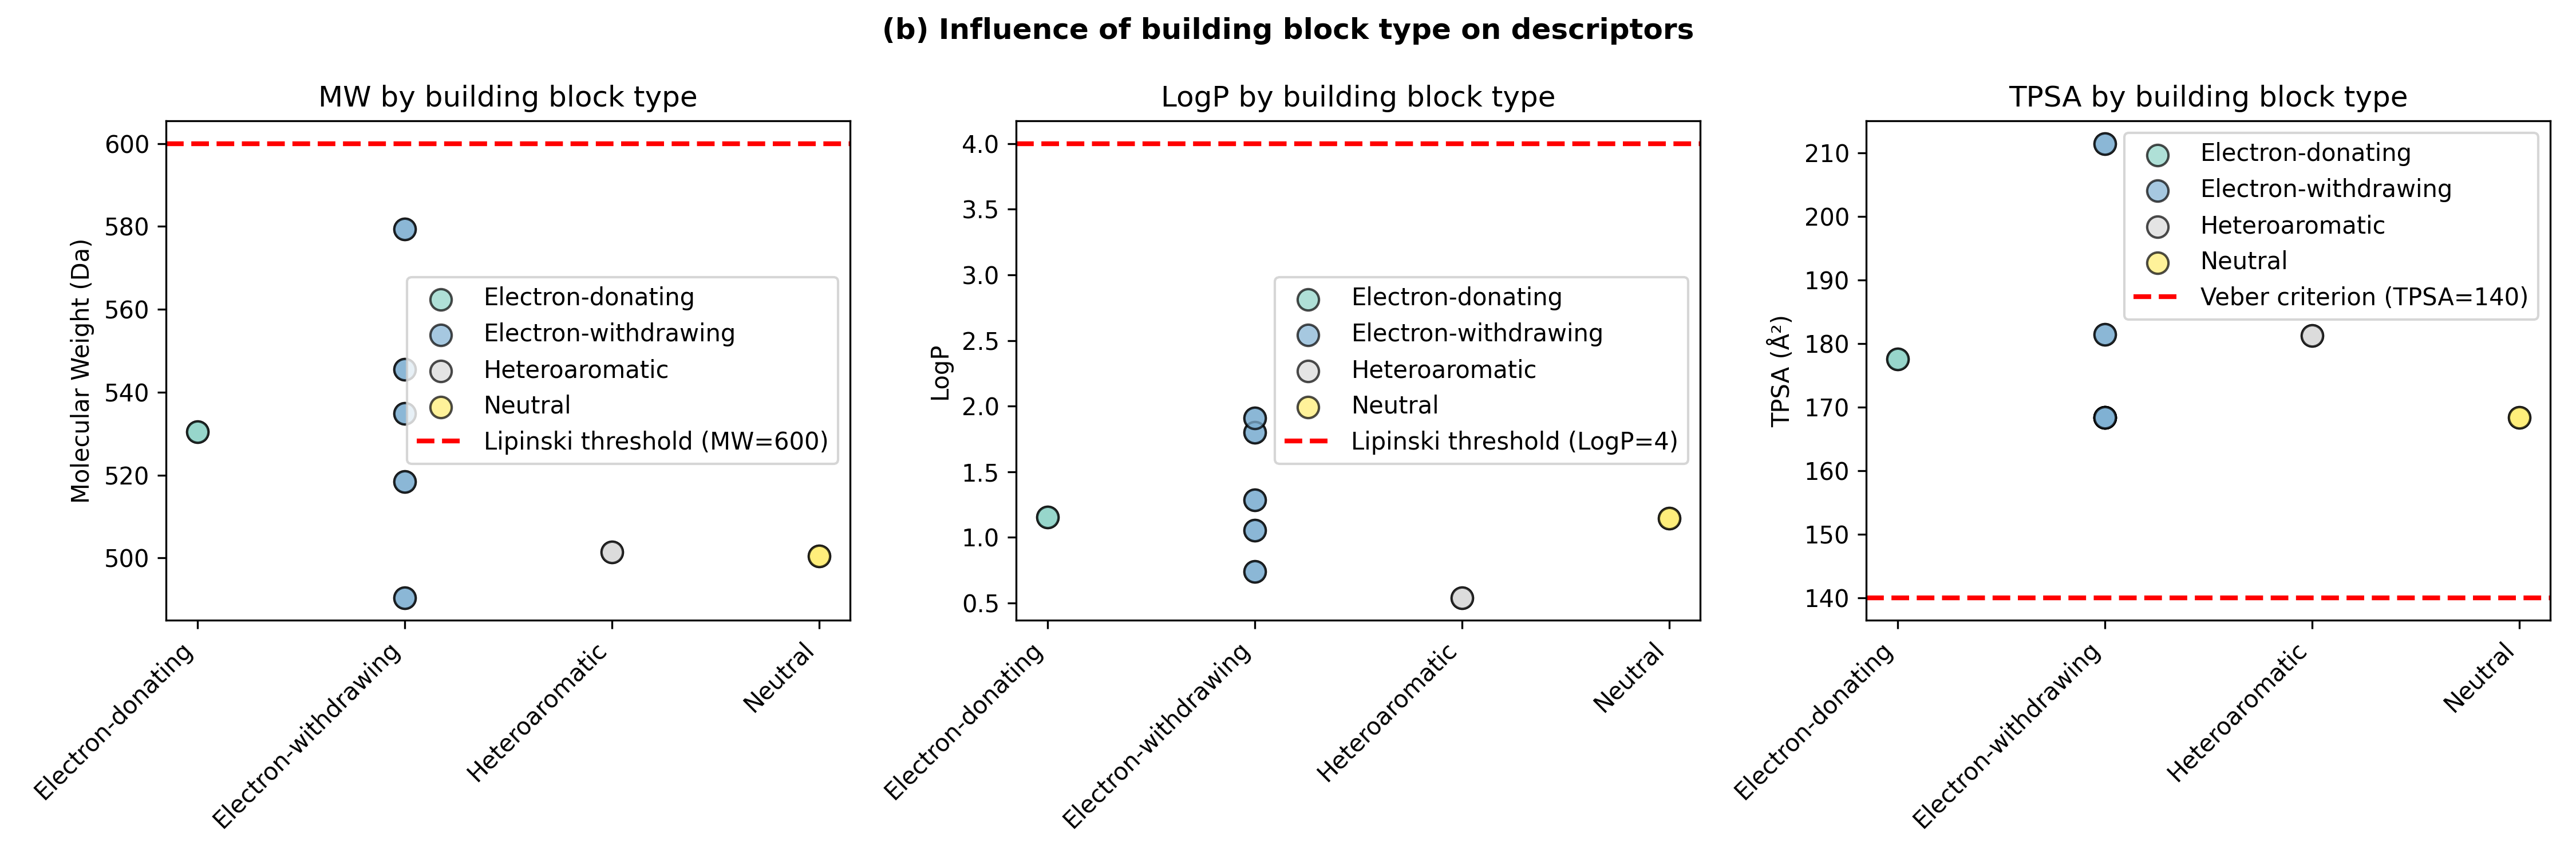 (b) Influence of building block type on descriptors
MW by building block type
Molecular Weight (Da)
600
580
560
540
520
500
Electron-donating
Electron-withdrawing
Heteroaromatic
Neutral
Lipinski threshold (MW=600)
Electron-donating
Electron-withdrawing
Heteroaromatic
Neutral
LogP by building block type
LogP
4.0
3.5
3.0
2.5
2.0
1.5
1.0
0.5
Electron-donating
Electron-withdrawing
Heteroaromatic
Neutral
Lipinski threshold (LogP=4)
Electron-donating
Electron-withdrawing
Heteroaromatic
Neutral
TPSA by building block type
TPSA (Å²)
210
200
190
180
170
160
150
140
Electron-donating
Electron-withdrawing
Heteroaromatic
Neutral
Veber criterion (TPSA=140)
Electron-donating
Electron-withdrawing
Heteroaromatic
Neutral